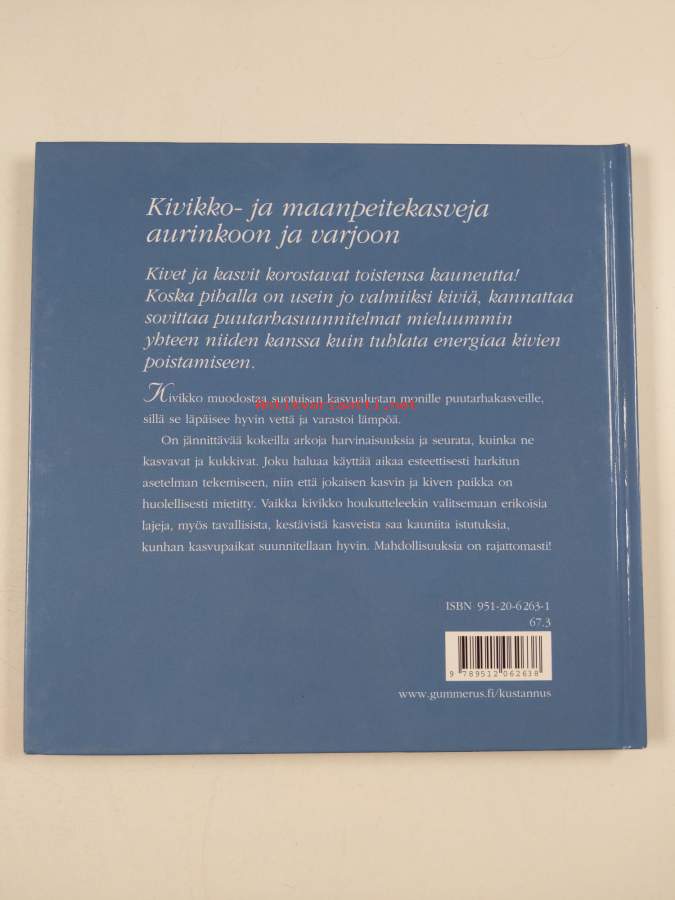 Kivikko- ja maanpeitekasveja
aurinkoon ja varjoon
Kivet ja kasvit korostavat toistensa kauneutta!
Koska pihalla on usein jo valmiiksi kiviä, kannattaa
sovittaa puutarhasuunnitelmat mieluummin
yhteen niiden kanssa kuin tuhlata energiaa kivien
poistamiseen.
Kivikko muodostaa suotuisan kasvualustan monille puutarhakasveille,
antikvariaatti.net
sillä se läpäisee hyvin vettä ja varastoi lämpöä.
On jännittävää kokeilla arkoja harvinaisuuksia ja seurata, kuinka ne
kasvavat ja kukkivat. Joku haluaa käyttää aikaa esteettisesti harkitun
asetelman tekemiseen, niin että jokaisen kasvin ja kiven paikka on
huolellisesti mietitty. Vaikka kivikko houkutteleekin valitsemaan erikoisia
lajeja, myös tavallisista, kestävistä kasveista saa kauniita istutuksia,
kunhan kasvupaikat suunnitellaan hyvin. Mahdollisuuksia on rajattomasti!
ISBN 951-20-6263-1
67.3
9 789512 062638
www.gummerus.fi/kustannus